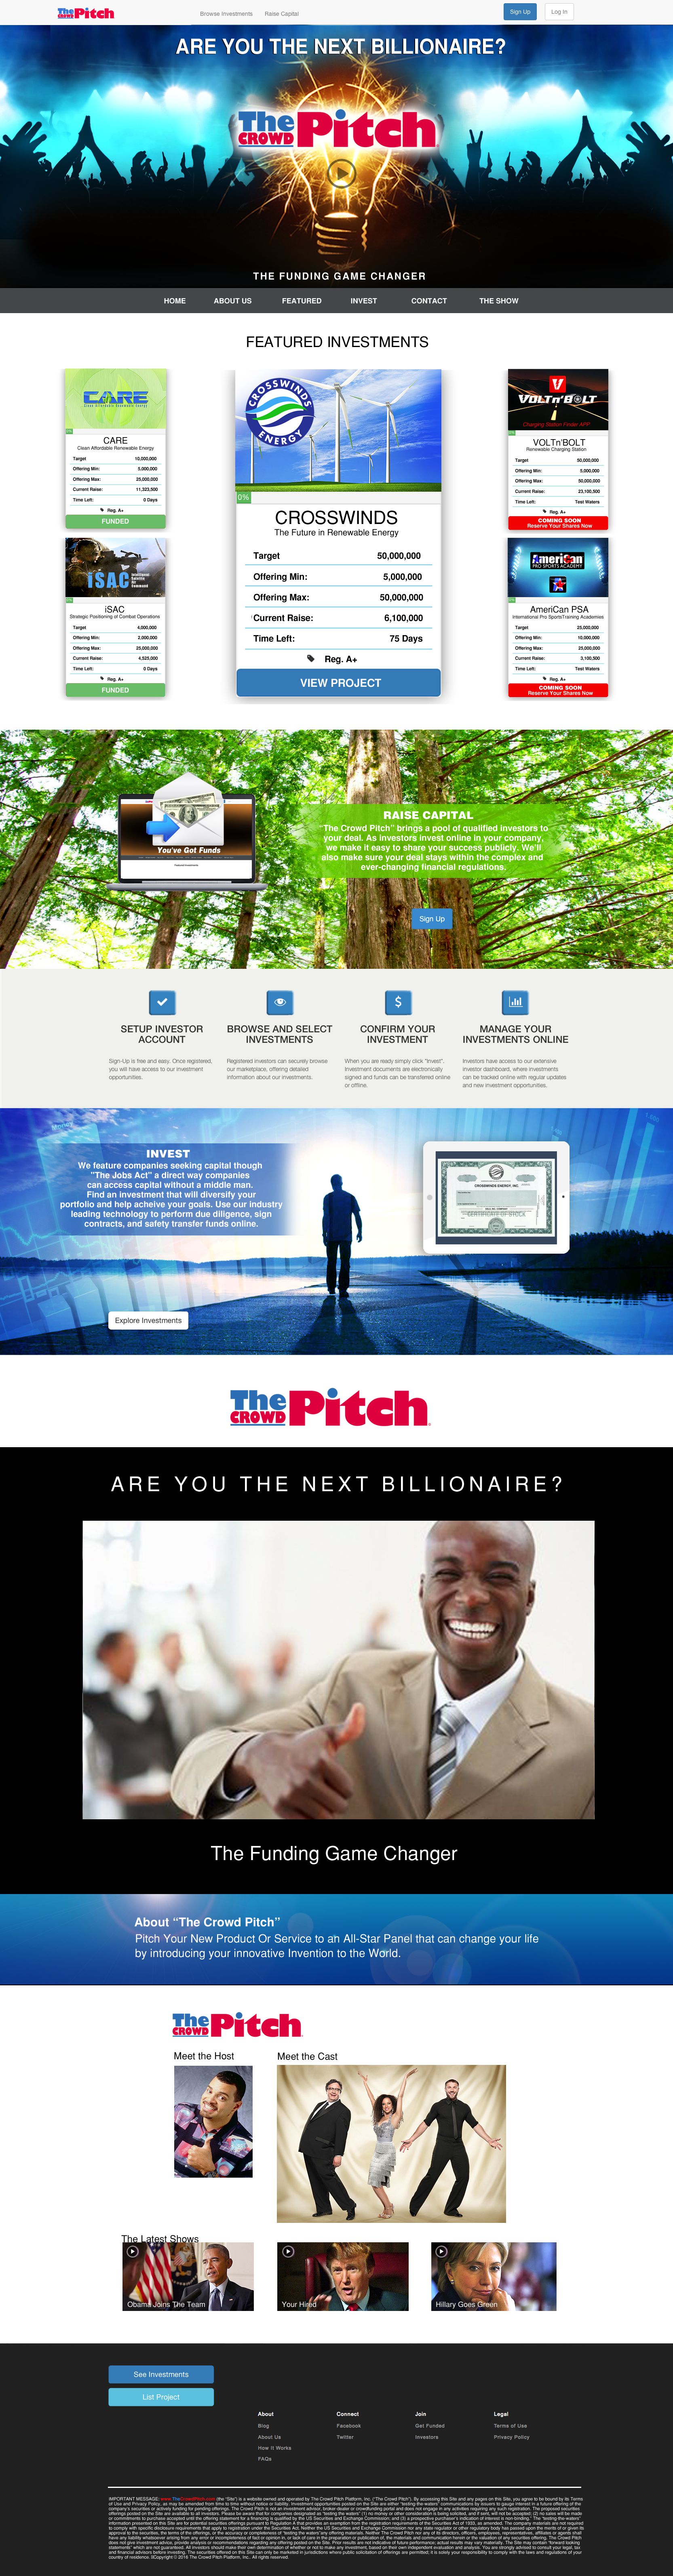 The CROWD Pitch
Browse Investments
Raise Capital
Sign Up
Log In
ARE YOU THE NEXT BILLIONAIRE?
The CROWD Pitch
THE FUNDING GAME CHANGER
HOME
ABOUT US
FEATURED
INVEST
CONTACT
THE SHOW
FEATURED INVESTMENTS
CARE
CARE
Clean Affordable Renewable Energy
Target 10,000,000
Offering Min: 5,000,000
Offering Max: 25,000,000
Current Raise: 11,323,500
Time Left: 0 Days
Reg. A+
FUNDED
iSAC
iSAC
Strategic Positioning of Combat Operations
Target 4,000,000
Offering Min: 2,000,000
Offering Max: 25,000,000
Current Raise: 4,525,000
Time Left: 0 Days
Reg. A+
FUNDED
CROSSWINDS
ENERGY
0%
CROSSWINDS
The Future in Renewable Energy
Target 50,000,000
Offering Min: 5,000,000
Offering Max: 50,000,000
Current Raise: 6,100,000
Time Left: 75 Days
Reg. A+
VIEW PROJECT
V
VOLTn'BOLT
Charging Station Finder APP
VOLTn'BOLT
Renewable Charging Station
Target 50,000,000
Offering Min: 5,000,000
Offering Max: 50,000,000
Current Raise: 23,100,500
Time Left: Test Waters
Reg. A+
COMING SOON
Reserve Your Shares Now
AmeriCan
PRO SPORTS ACADEMY
AmeriCan PSA
International Pro SportsTraining Academies
Target 25,000,000
Offering Min: 10,000,000
Offering Max: 25,000,000
Current Raise: 3,100,500
Time Left: Test Waters
Reg. A+
COMING SOON
Reserve Your Shares Now
You've Got Funds
RAISE CAPITAL
"The Crowd Pitch" brings a pool of qualified investors to
your deal. As investors invest online in your company,
we make it easy to share your success publicly. We'll
also make sure your deal stays within the complex and
ever-changing financial regulations.
Sign Up
SETUP INVESTOR
ACCOUNT
Sign-Up is free and easy. Once registered,
you will have access to our investment
opportunities.
BROWSE AND SELECT
INVESTMENTS
Registered investors can securely browse
our marketplace, offering detailed
information about our investments.
CONFIRM YOUR
INVESTMENT
When you are ready simply click "Invest".
Investment documents are electronically
signed and funds can be transferred online
or offline.
MANAGE YOUR
INVESTMENTS ONLINE
Investors have access to our extensive
investor dashboard, where investments
can be tracked online with regular updates
and new investment opportunities.
INVEST
We feature companies seeking capital though
"The Jobs Act" a direct way companies
can access capital without a middle man.
Find an investment that will diversify your
portfolio and help acheive your goals. Use our industry
leading technology to perform due diligence, sign
contracts, and safety transfer funds online.
CROSSWINDS ENERGY, INC.
CERTIFICATE OF STOCK
Explore Investments
The CROWD Pitch
ARE YOU THE NEXT BILLIONAIRE?
The Funding Game Changer
About "The Crowd Pitch"
Pitch Your New Product Or Service to an All-Star Panel that can change your life
by introducing your innovative Invention to the World.
The CROWD Pitch
Meet the Host
Meet the Cast
The Latest Shows
Obama Joins The Team
Your Hired
Hillary Goes Green
See Investments
List Project
About
Blog
About Us
How It Works
FAQs
Connect
Facebook
Twitter
Join
Get Funded
Investors
Legal
Terms of Use
Privacy Policy